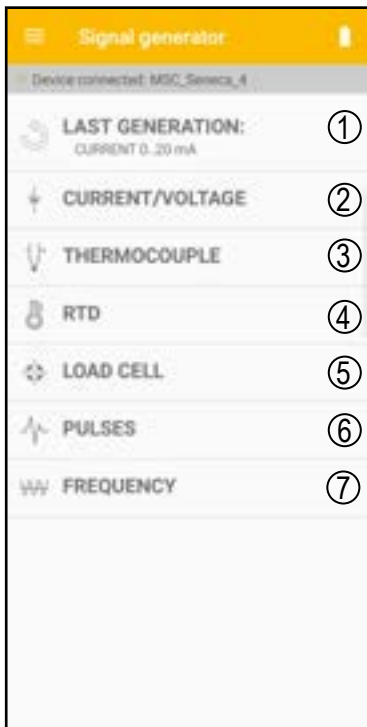 Signal generator
Device connected: MSC_Seneca_4
LAST GENERATION: ①
CURRENT 0..20 mA
CURRENT/VOLTAGE ②
THERMOCOUPLE ③
RTD ④
LOAD CELL ⑤
PULSES ⑥
FREQUENCY ⑦